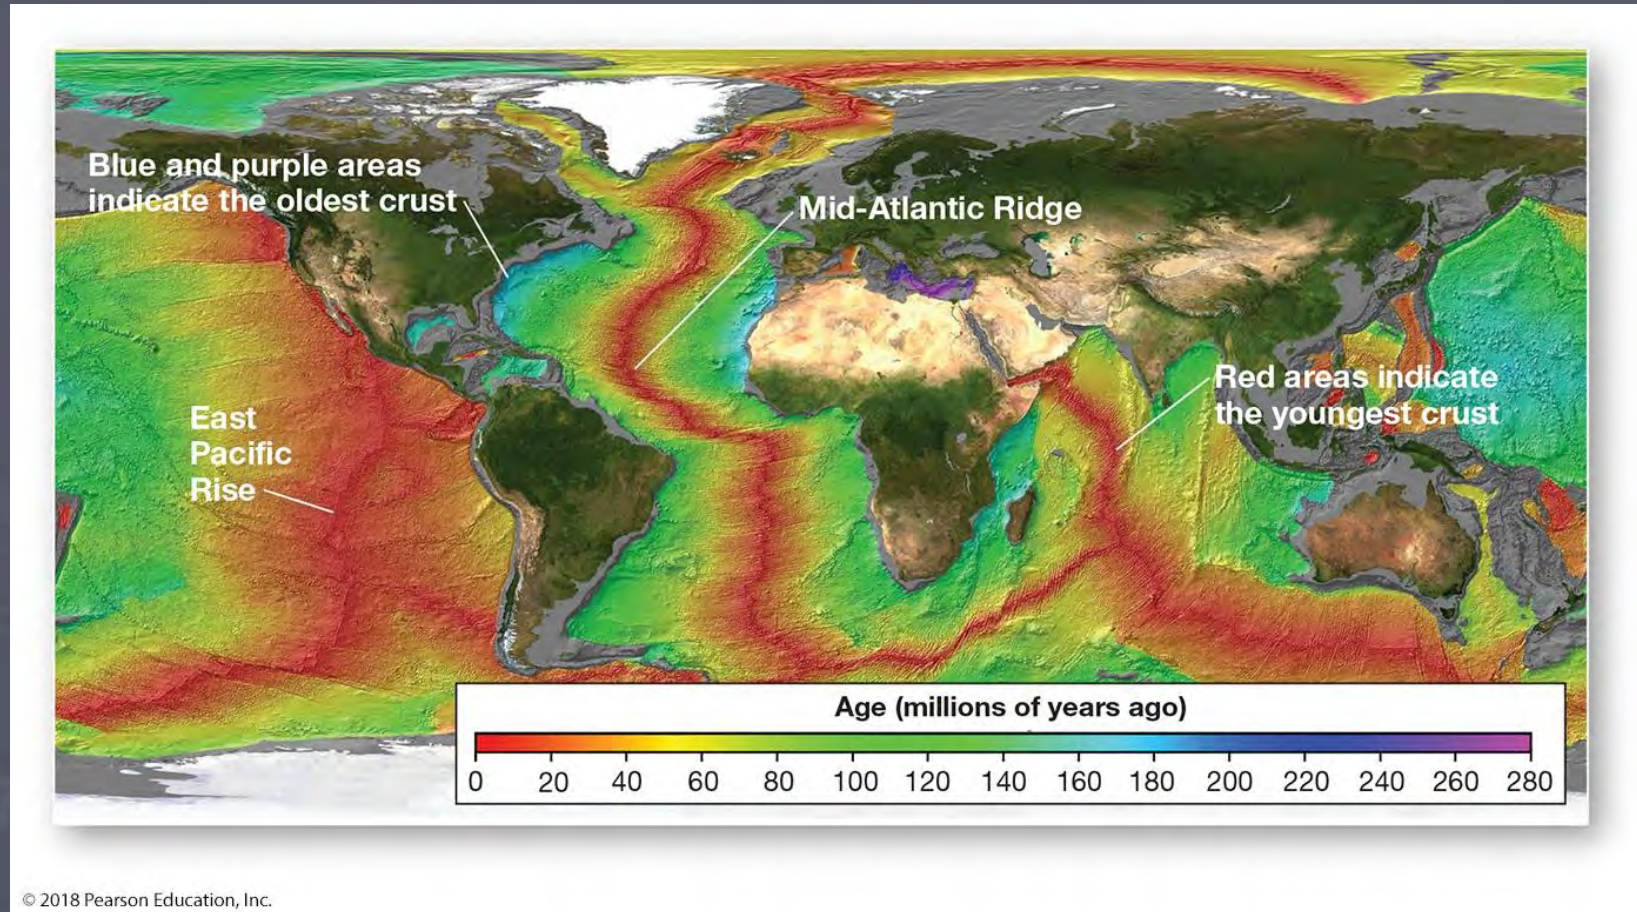 Blue and purple areas
indicate the oldest crust
Mid-Atlantic Ridge
East
Pacific
Rise
Red areas indicate
the youngest crust
Age (millions of years ago)
0 20 40 60 80 100 120 140 160 180 200 220 240 260 280
© 2018 Pearson Education, Inc.